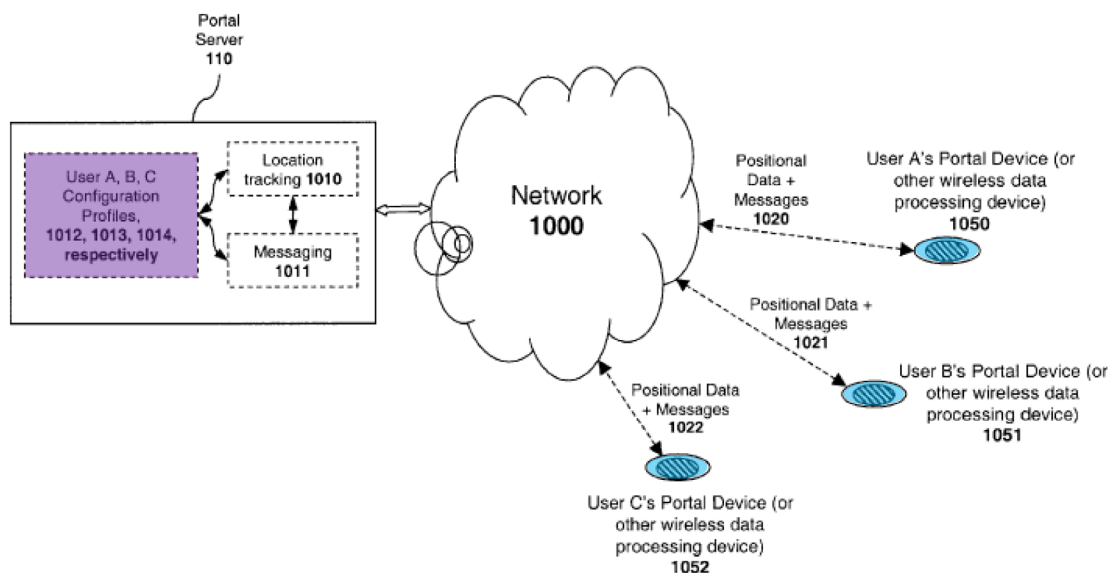 Portal
Server
110
User A, B, C
Configuration
Profiles,
1012, 1013, 1014,
respectively
Location
tracking 1010
Messaging
1011
Network
1000
Positional
Data +
Messages
1020
User A's Portal Device (or
other wireless data
processing device)
1050
Positional Data +
Messages
1021
User B's Portal Device (or
other wireless data
processing device)
1051
Positional Data
+ Messages
1022
User C's Portal Device (or
other wireless data
processing device)
1052